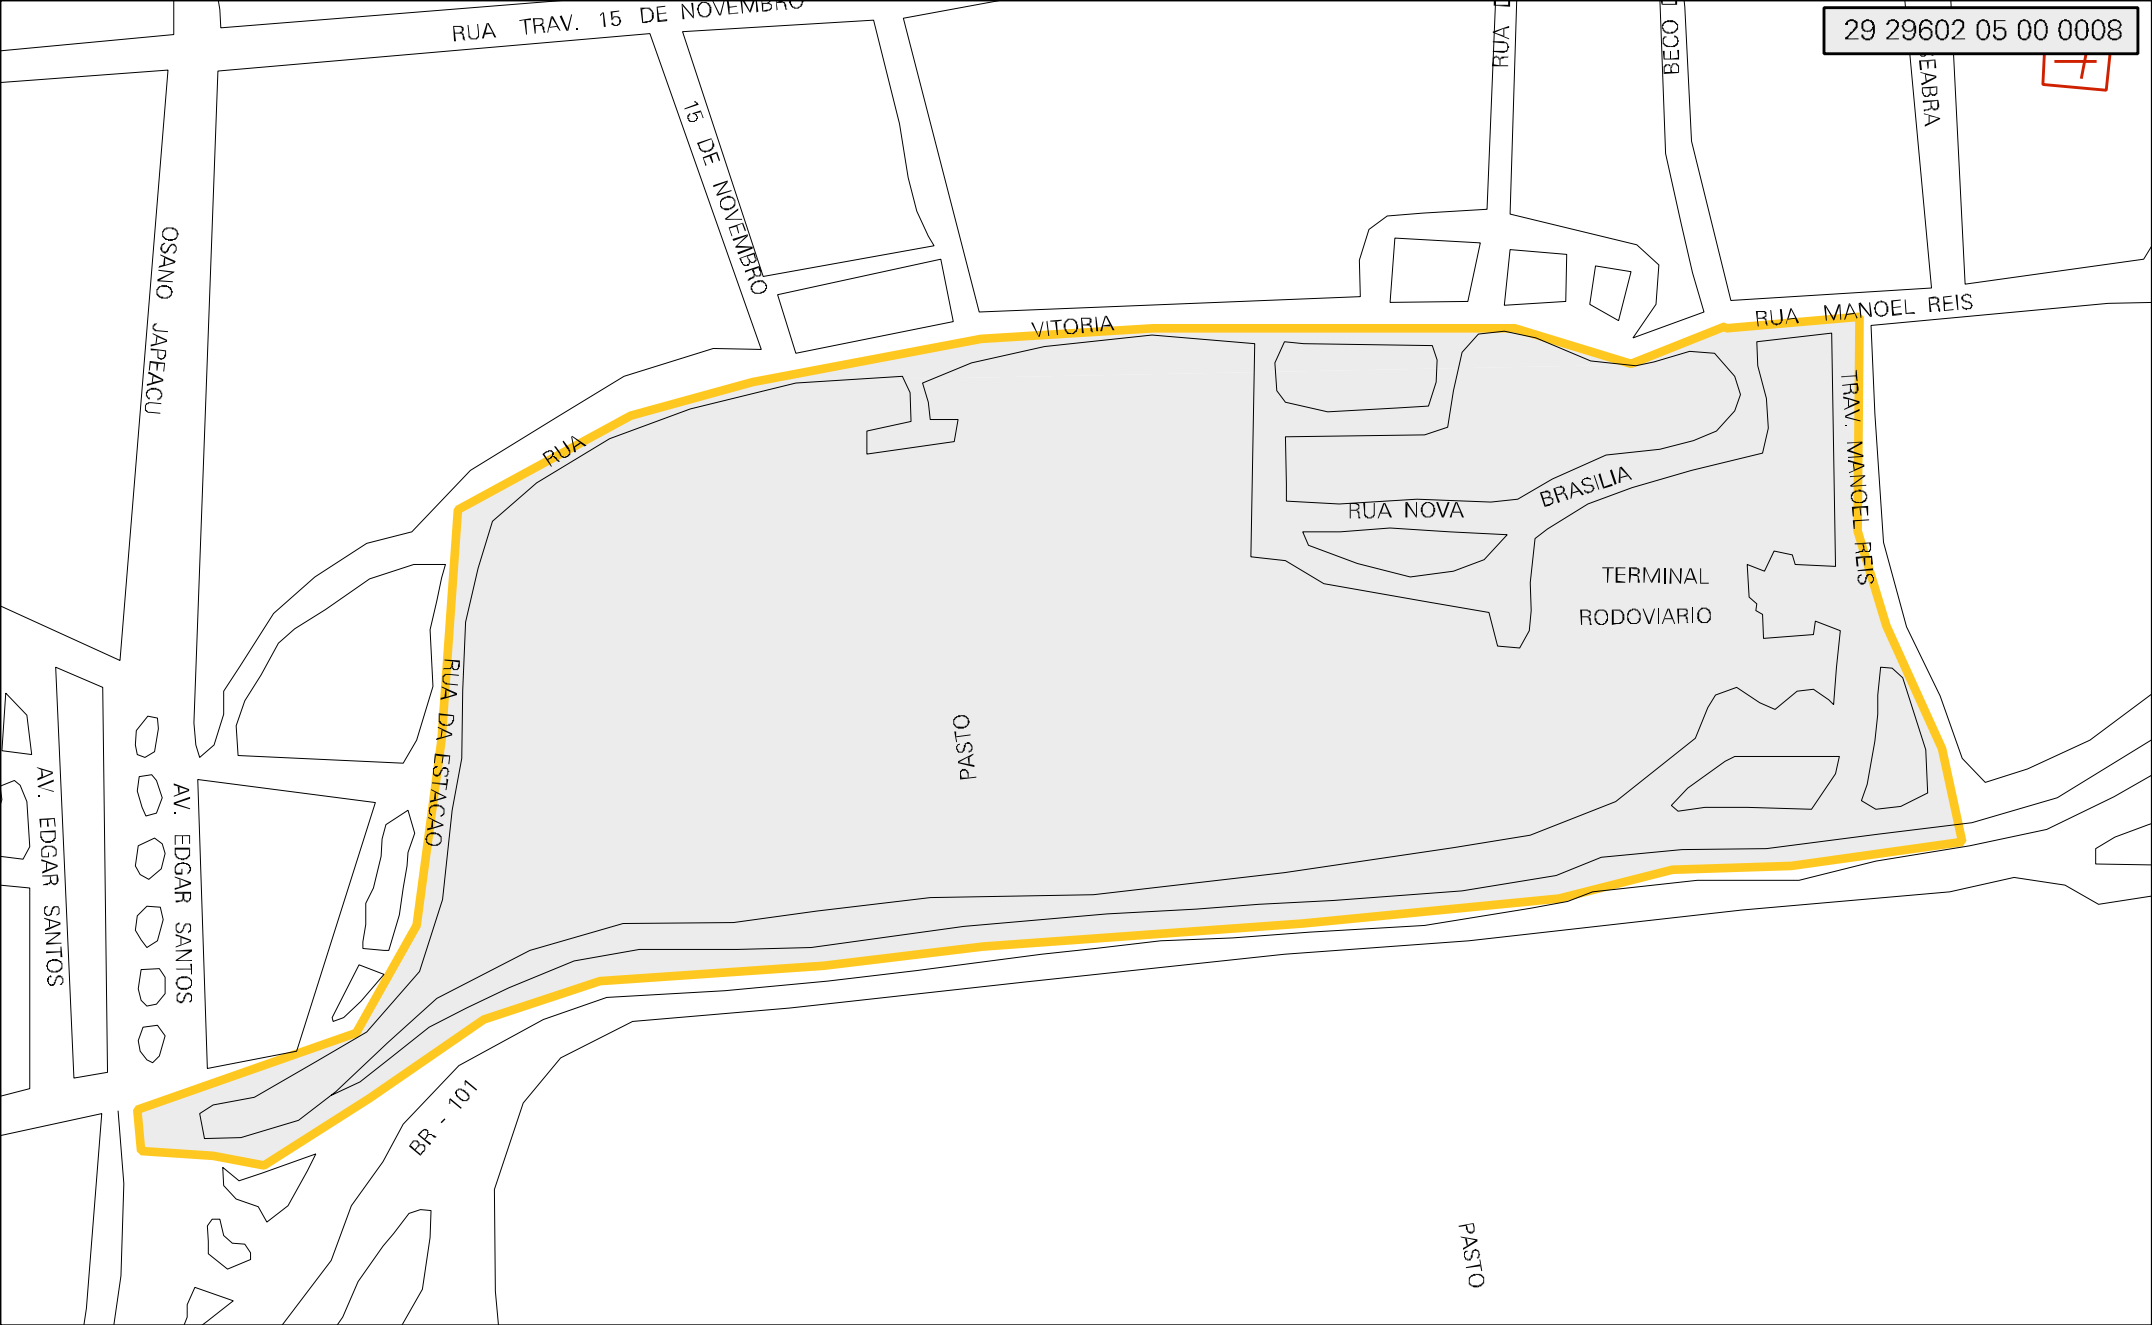 RUA TRAV. 15 DE NOVEMBRO
29 29602 05 00 0008
RUA
BECO
SEABRA
15 DE NOVEMBRO
OSANO JAPEACU
VITORIA
RUA MANOEL REIS
TRAV. MANOEL REIS
RUA
BRASILIA
RUA NOVA
TERMINAL
RODOVIARIO
RUA DA ESTACAO
PASTO
AV. EDGAR SANTOS
AV. EDGAR SANTOS
BR - 101
PASTO